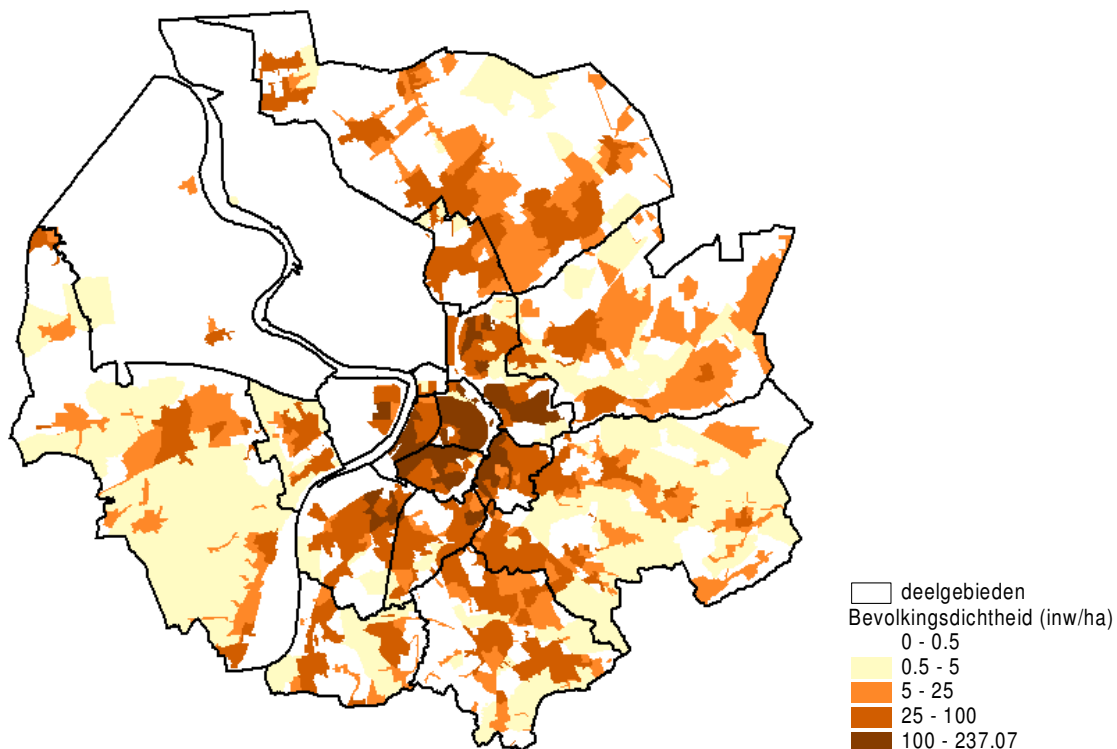 deelgebieden
Bevolkingsdichtheid (inw/ha)
0 - 0.5
0.5 - 5
5 - 25
25 - 100
100 - 237.07